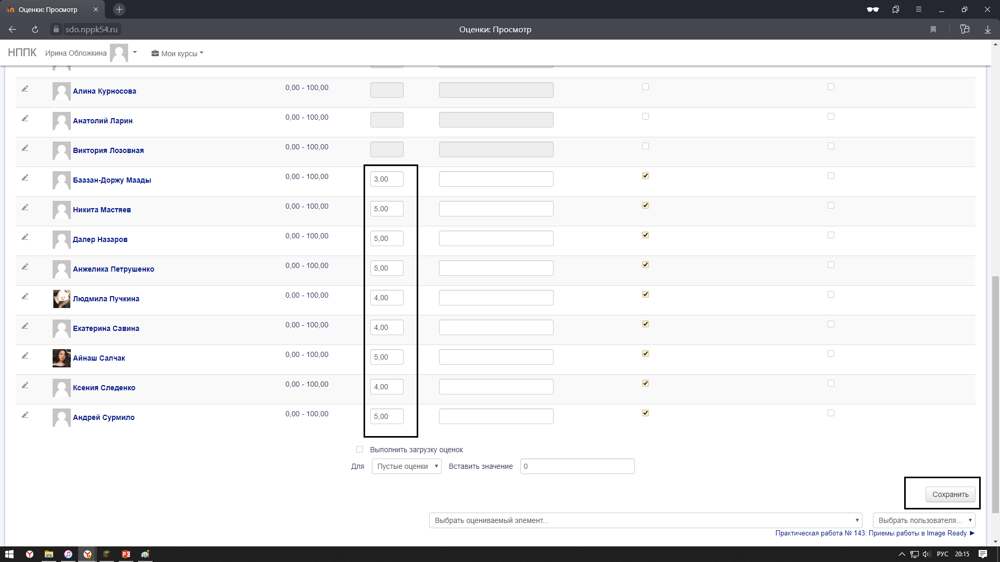 Оценки: Просмотр
sdo.nppk54.ru
Оценки: Просмотр
НППК Ирина Обложкина Мои курсы
Алина Курносова 0,00 - 100,00
Анатолий Ларин 0,00 - 100,00
Виктория Лозовная 0,00 - 100,00
Баазан-Доржу Маады 0,00 - 100,00 3,00
Никита Мастяев 0,00 - 100,00 5,00
Далер Назаров 0,00 - 100,00 5,00
Анжелика Петрушенко 0,00 - 100,00 5,00
Людмила Пучкина 0,00 - 100,00 4,00
Екатерина Савина 0,00 - 100,00 4,00
Айнаш Салчак 0,00 - 100,00 5,00
Ксения Следенко 0,00 - 100,00 4,00
Андрей Сурмило 0,00 - 100,00 5,00
Выполнить загрузку оценок
Для Пустые оценки Вставить значение 0
Сохранить
Выбрать оцениваемый элемент... Выбрать пользователя...
Практическая работа № 143: Приемы работы в Image Ready
РУС 20:15